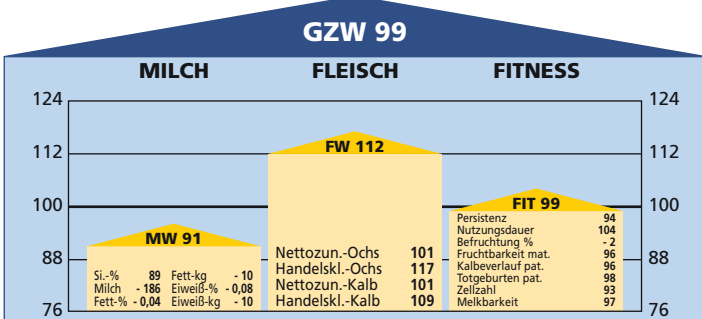 GZW 99
MILCH FLEISCH FITNESS
124 124
112 112
100 100
88 88
76 76
MW 91
Si.-% 89 Fett-kg - 10
Milch - 186 Eiweiß-% - 0,08
Fett-% - 0,04 Eiweiß-kg - 10
FW 112
Nettozun.-Ochs 101
Handelskl.-Ochs 117
Nettozun.-Kalb 101
Handelskl.-Kalb 109
FIT 99
Persistenz 94
Nutzungsdauer 104
Befruchtung % - 2
Fruchtbarkeit mat. 96
Kalbeverlauf pat. 96
Totgeburten pat. 98
Zellzahl 93
Melkbarkeit 97